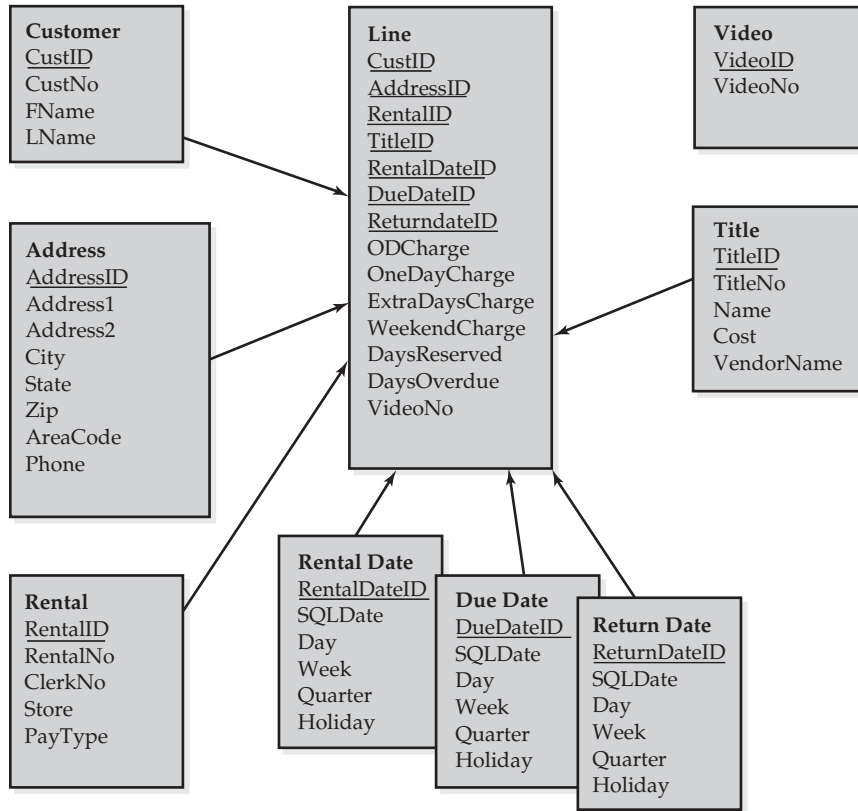 Customer
CustID
CustNo
FName
LName
Line
CustID
AddressID
RentalID
TitleID
RentalDateID
DueDateID
ReturndateID
ODCharge
OneDayCharge
ExtraDaysCharge
WeekendCharge
DaysReserved
DaysOverdue
VideoNo
Video
VideoID
VideoNo
Address
AddressID
Address1
Address2
City
State
Zip
AreaCode
Phone
Title
TitleID
TitleNo
Name
Cost
VendorName
Rental
RentalID
RentalNo
ClerkNo
Store
PayType
Rental Date
RentalDateID
SQLDate
Day
Week
Quarter
Holiday
Due Date
DueDateID
SQLDate
Day
Week
Quarter
Holiday
Return Date
ReturnDateID
SQLDate
Day
Week
Quarter
Holiday